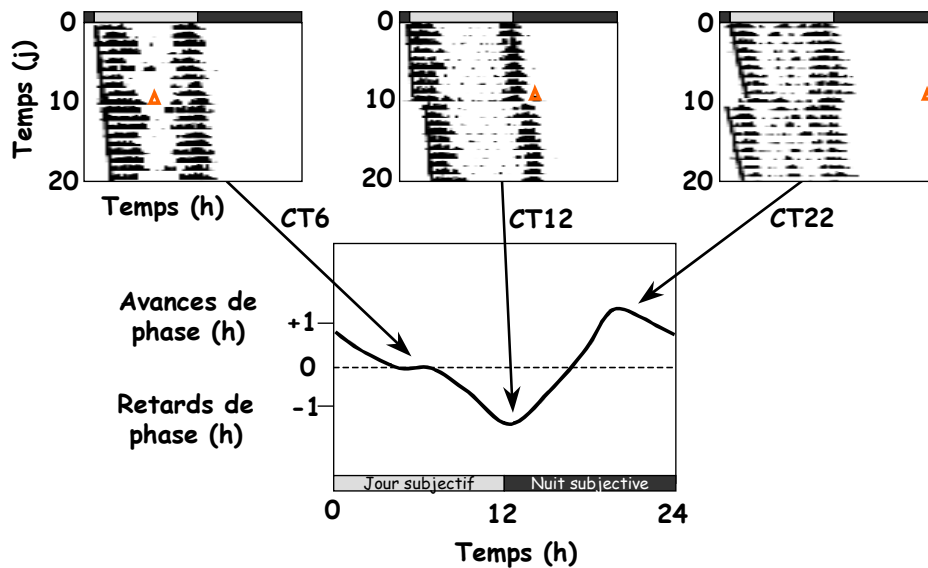 0
10
20
Temps (j)
Temps (h)
0
10
20
0
10
20
CT6
CT12
CT22
Avances de
phase (h)
+1
0
-1
Retards de
phase (h)
Jour subjectif
Nuit subjective
0
12
24
Temps (h)